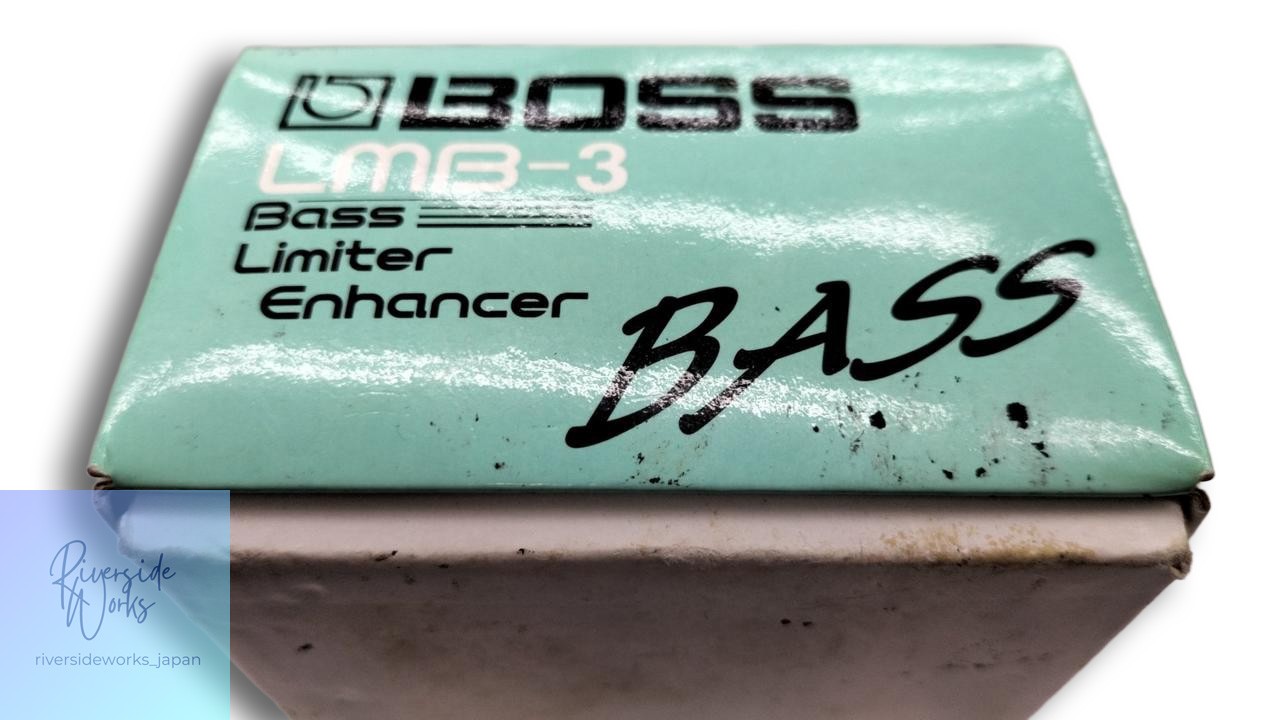 BOSS
LMB-3
Bass
Limiter
Enhancer
BASS
Riverside
Works
riversideworks_japan